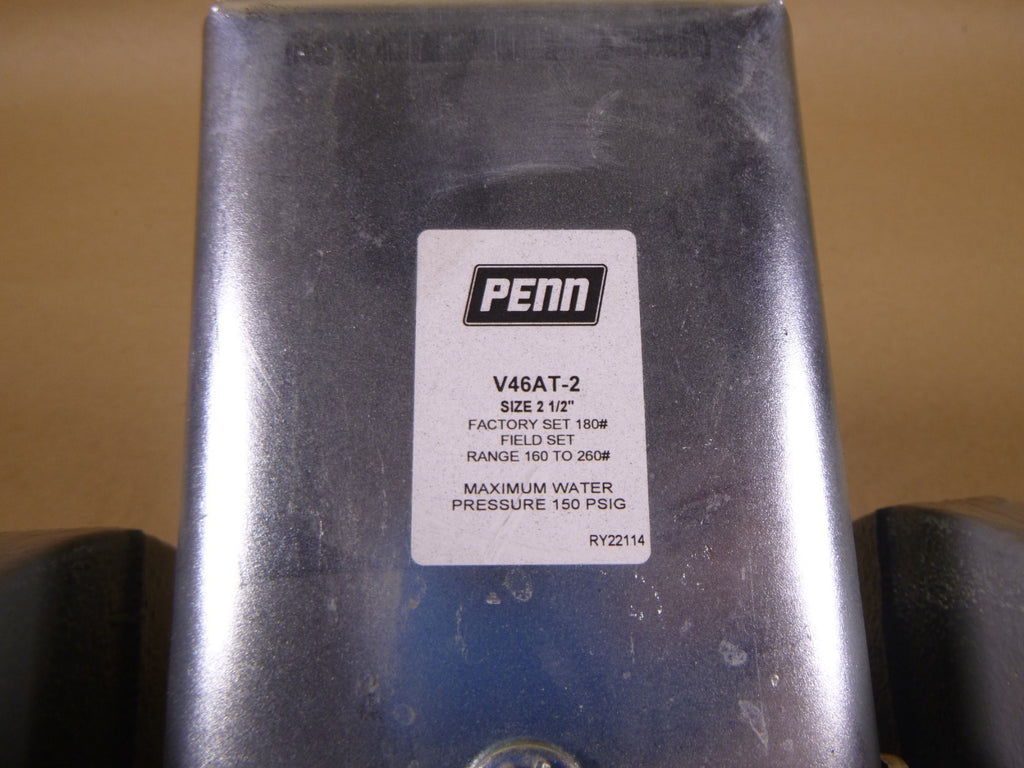 PENN
V46AT-2
SIZE 2 1/2"
FACTORY SET 180#
FIELD SET
RANGE 160 TO 260#
MAXIMUM WATER
PRESSURE 150 PSIG
RY22114